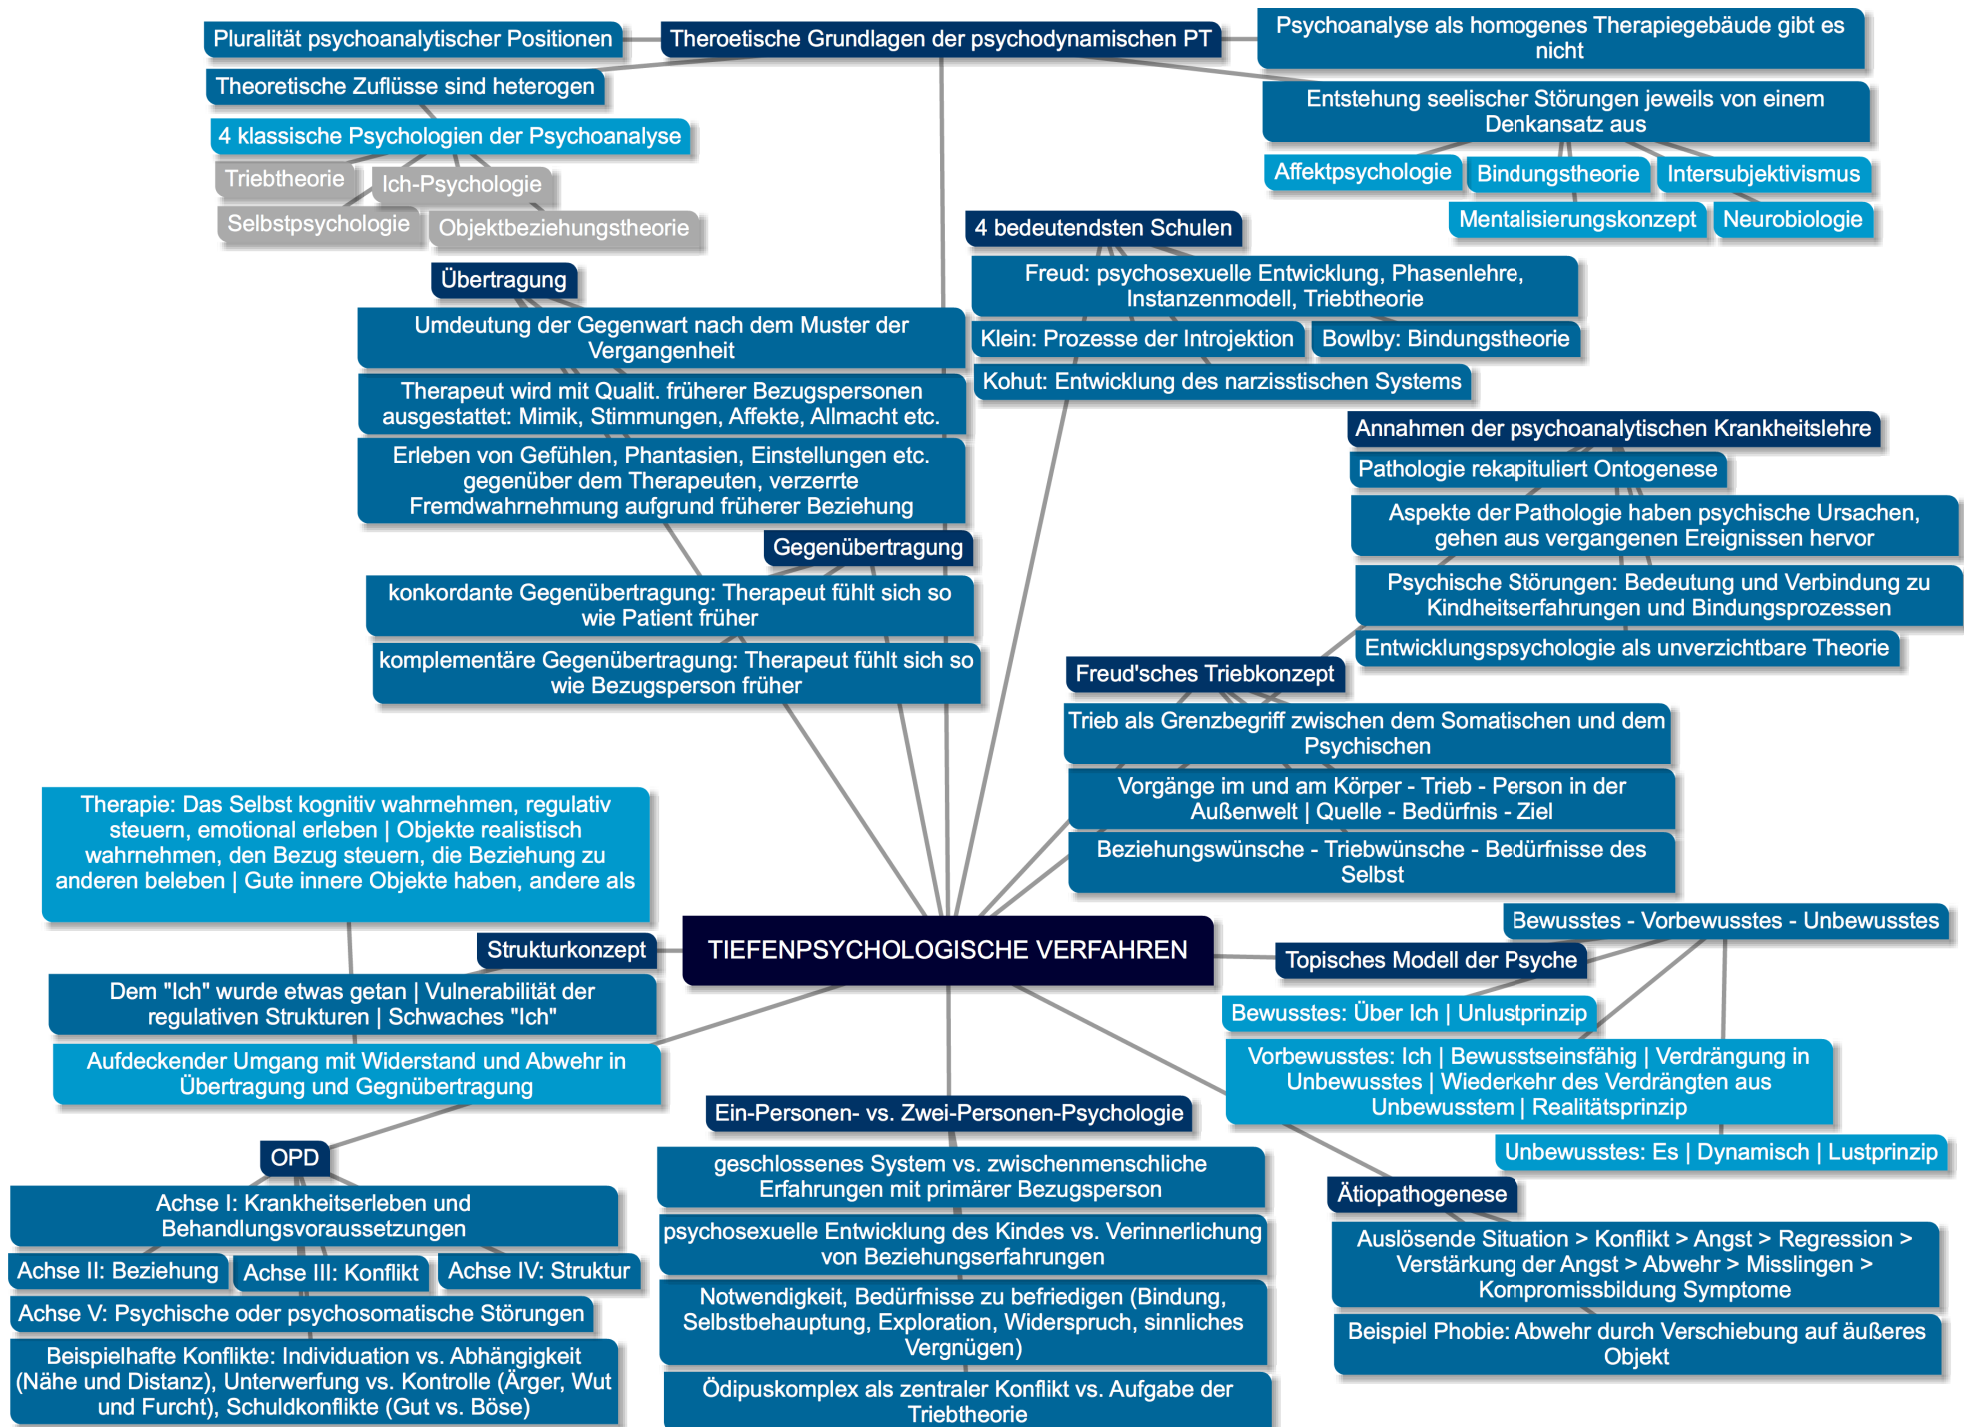 Pluralität psychoanalytischer Positionen
Theroetische Grundlagen der psychodynamischen PT
Psychoanalyse als homogenes Therapiegebäude gibt es
nicht
Theoretische Zuflüsse sind heterogen
4 klassische Psychologien der Psychoanalyse
Triebtheorie
Ich-Psychologie
Selbstpsychologie
Objektbeziehungstheorie
Entstehung seelischer Störungen jeweils von einem
Denkansatz aus
Affektpsychologie
Bindungstheorie
Intersubjektivismus
Mentalisierungskonzept
Neurobiologie
4 bedeutendsten Schulen
Freud: psychosexuelle Entwicklung, Phasenlehre,
Instanzenmodell, Triebtheorie
Klein: Prozesse der Introjektion
Bowlby: Bindungstheorie
Kohut: Entwicklung des narzisstischen Systems
Übertragung
Umdeutung der Gegenwart nach dem Muster der
Vergangenheit
Therapeut wird mit Qualit. früherer Bezugspersonen
ausgestattet: Mimik, Stimmungen, Affekte, Allmacht etc.
Erleben von Gefühlen, Phantasien, Einstellungen etc.
gegenüber dem Therapeuten, verzerrte
Fremdwahrnehmung aufgrund früherer Beziehung
Gegenübertragung
konkordante Gegenübertragung: Therapeut fühlt sich so
wie Patient früher
komplementäre Gegenübertragung: Therapeut fühlt sich so
wie Bezugsperson früher
Annahmen der psychoanalytischen Krankheitslehre
Pathologie rekapituliert Ontogenese
Aspekte der Pathologie haben psychische Ursachen,
gehen aus vergangenen Ereignissen hervor
Psychische Störungen: Bedeutung und Verbindung zu
Kindheitserfahrungen und Bindungsprozessen
Entwicklungspsychologie als unverzichtbare Theorie
Freud'sches Triebkonzept
Trieb als Grenzbegriff zwischen dem Somatischen und dem
Psychischen
Vorgänge im und am Körper - Trieb - Person in der
Außenwelt | Quelle - Bedürfnis - Ziel
Beziehungswünsche - Triebwünsche - Bedürfnisse des
Selbst
Therapie: Das Selbst kognitiv wahrnehmen, regulativ
steuern, emotional erleben | Objekte realistisch
wahrnehmen, den Bezug steuern, die Beziehung zu
anderen beleben | Gute innere Objekte haben, andere als
Strukturkonzept
Dem "Ich" wurde etwas getan | Vulnerabilität der
regulativen Strukturen | Schwaches "Ich"
Aufdeckender Umgang mit Widerstand und Abwehr in
Übertragung und Gegnübertragung
TIEFENPSYCHOLOGISCHE VERFAHREN
Bewusstes - Vorbewusstes - Unbewusstes
Topisches Modell der Psyche
Bewusstes: Über Ich | Unlustprinzip
Vorbewusstes: Ich | Bewusstseinsfähig | Verdrängung in
Unbewusstes | Wiederkehr des Verdrängten aus
Unbewusstem | Realitätsprinzip
Unbewusstes: Es | Dynamisch | Lustprinzip
OPD
Achse I: Krankheitserleben und
Behandlungsvoraussetzungen
Achse II: Beziehung
Achse III: Konflikt
Achse IV: Struktur
Achse V: Psychische oder psychosomatische Störungen
Beispielhafte Konflikte: Individuation vs. Abhängigkeit
(Nähe und Distanz), Unterwerfung vs. Kontrolle (Ärger, Wut
und Furcht), Schuldkonflikte (Gut vs. Böse)
Ein-Personen- vs. Zwei-Personen-Psychologie
geschlossenes System vs. zwischenmenschliche
Erfahrungen mit primärer Bezugsperson
psychosexuelle Entwicklung des Kindes vs. Verinnerlichung
von Beziehungserfahrungen
Notwendigkeit, Bedürfnisse zu befriedigen (Bindung,
Selbstbehauptung, Exploration, Widerspruch, sinnliches
Vergnügen)
Ödipuskomplex als zentraler Konflikt vs. Aufgabe der
Triebtheorie
Ätiopathogenese
Auslösende Situation > Konflikt > Angst > Regression >
Verstärkung der Angst > Abwehr > Misslingen >
Kompromissbildung Symptome
Beispiel Phobie: Abwehr durch Verschiebung auf äußeres
Objekt